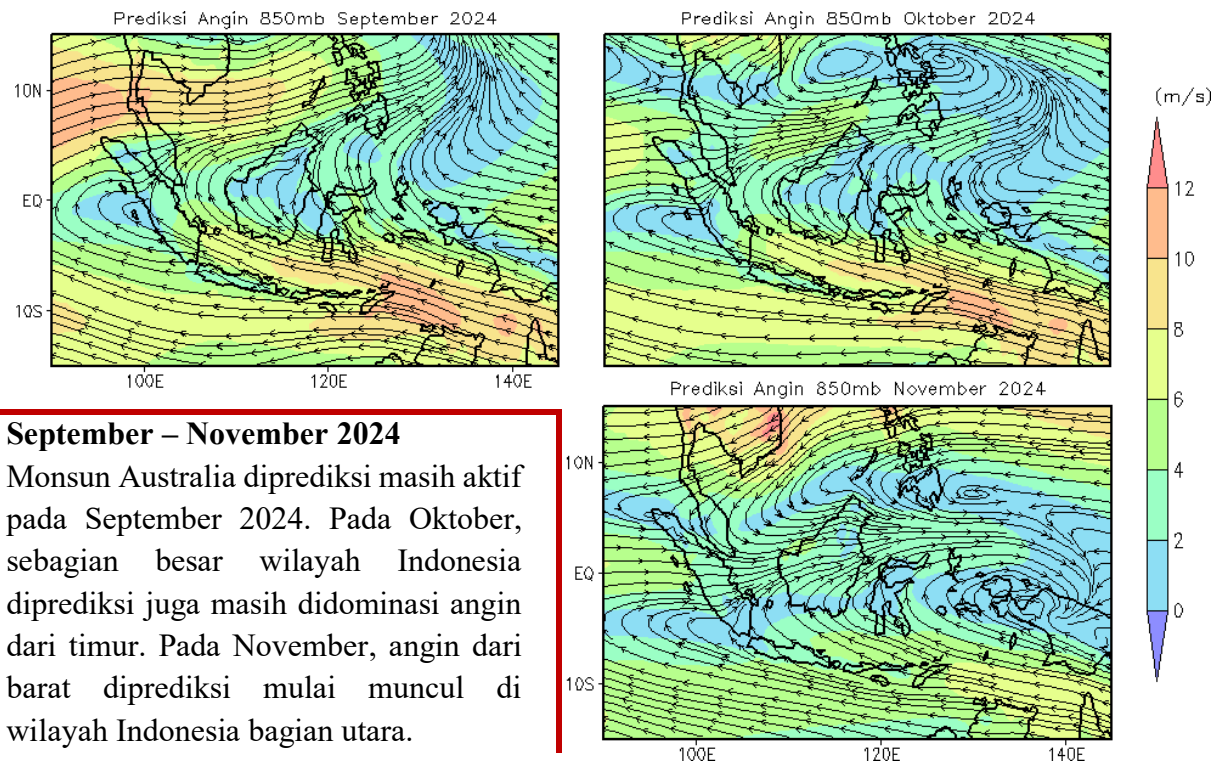 Prediksi Angin 850mb September 2024
10N
EQ
10S
100E 120E 140E
Prediksi Angin 850mb Oktober 2024
(m/s)
12
10
8
6
4
2
0
Prediksi Angin 850mb November 2024
10N
EQ
10S
100E 120E 140E
September – November 2024
Monsun Australia diprediksi masih aktif
pada September 2024. Pada Oktober,
sebagian besar wilayah Indonesia
diprediksi juga masih didominasi angin
dari timur. Pada November, angin dari
barat diprediksi mulai muncul di
wilayah Indonesia bagian utara.